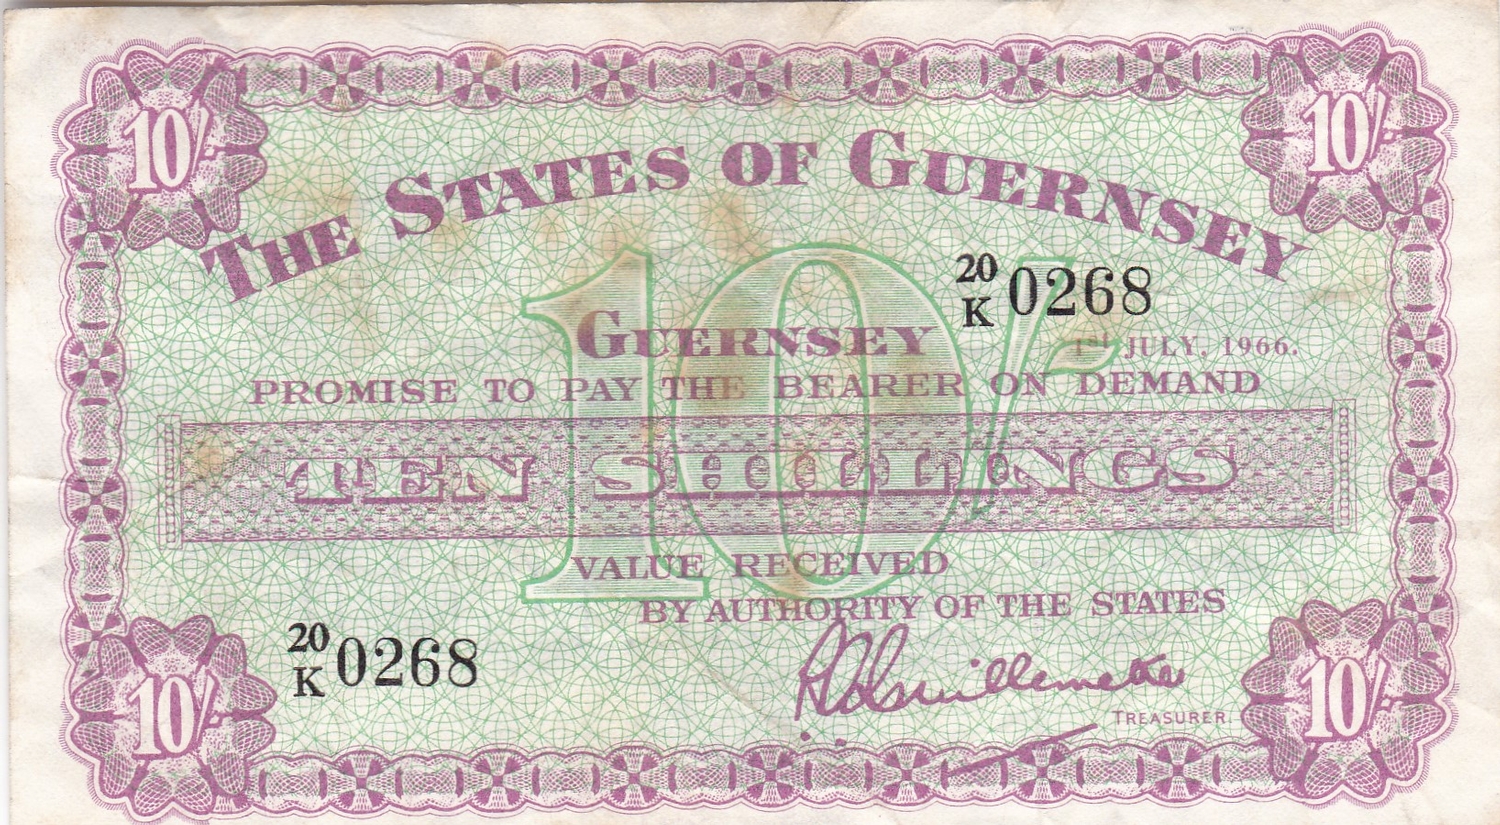 10/- 10/-
THE STATES OF GUERNSEY
20
K 0268
GUERNSEY
1st JULY, 1966.
PROMISE TO PAY THE BEARER ON DEMAND
10/-
TEN SHILLINGS
VALUE RECEIVED
BY AUTHORITY OF THE STATES
20
K 0268
TREASURER.
10/- 10/-